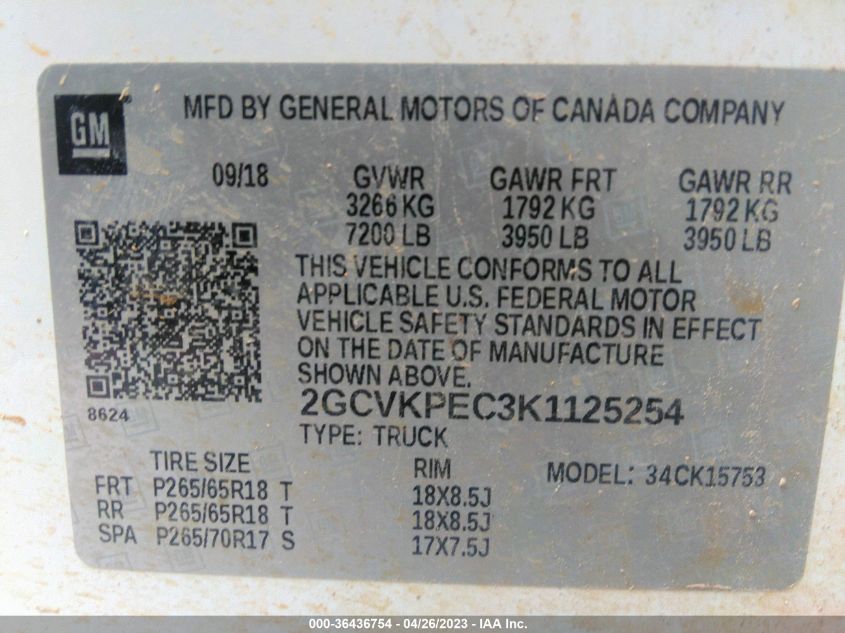 GM
MFD BY GENERAL MOTORS OF CANADA COMPANY
09/18 GVWR GAWR FRT GAWR RR
3266 KG 1792 KG 1792 KG
7200 LB 3950 LB 3950 LB
THIS VEHICLE CONFORMS TO ALL
APPLICABLE U.S. FEDERAL MOTOR
VEHICLE SAFETY STANDARDS IN EFFECT
ON THE DATE OF MANUFACTURE
SHOWN ABOVE.
8624 2GCVKPEC3K1125254
TYPE: TRUCK
TIRE SIZE RIM MODEL: 34CK15753
FRT P265/65R18 T 18X8.5J
RR P265/65R18 T 18X8.5J
SPA P265/70R17 S 17X7.5J
000-36436754 - 04/26/2023 - IAA Inc.